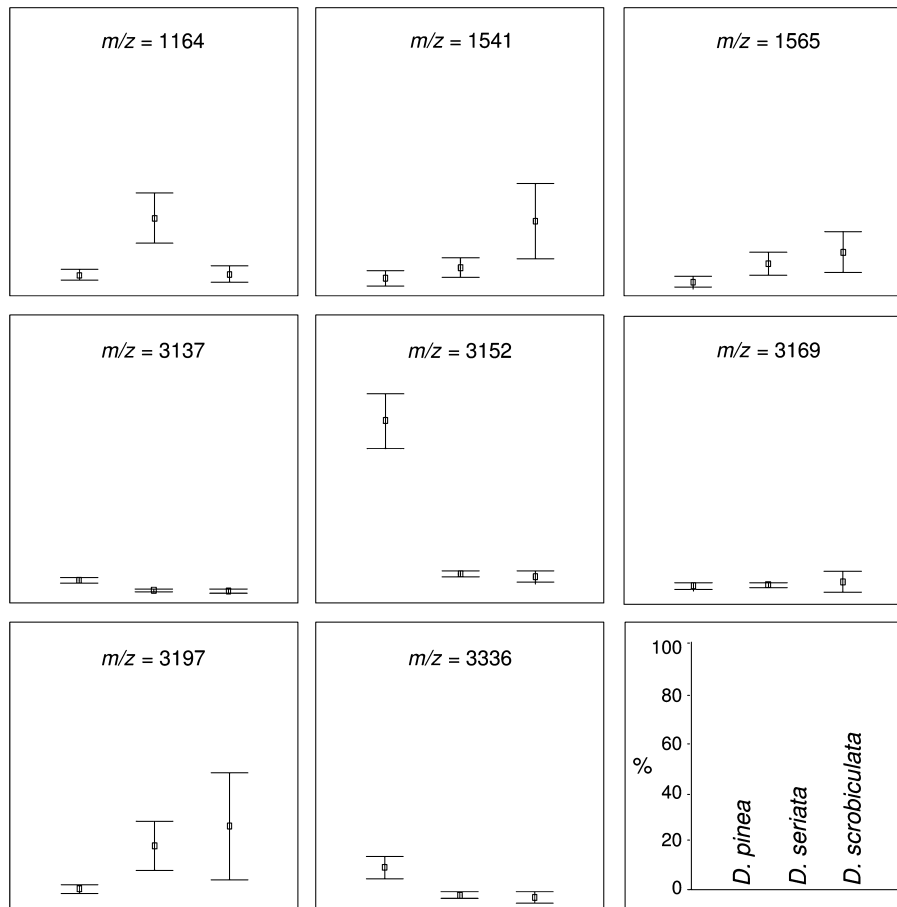 m/z = 1164
m/z = 1541
m/z = 1565
m/z = 3137
m/z = 3152
m/z = 3169
m/z = 3197
m/z = 3336
100
80
60
40
20
0
%
D. pinea
D. seriata
D. scrobiculata